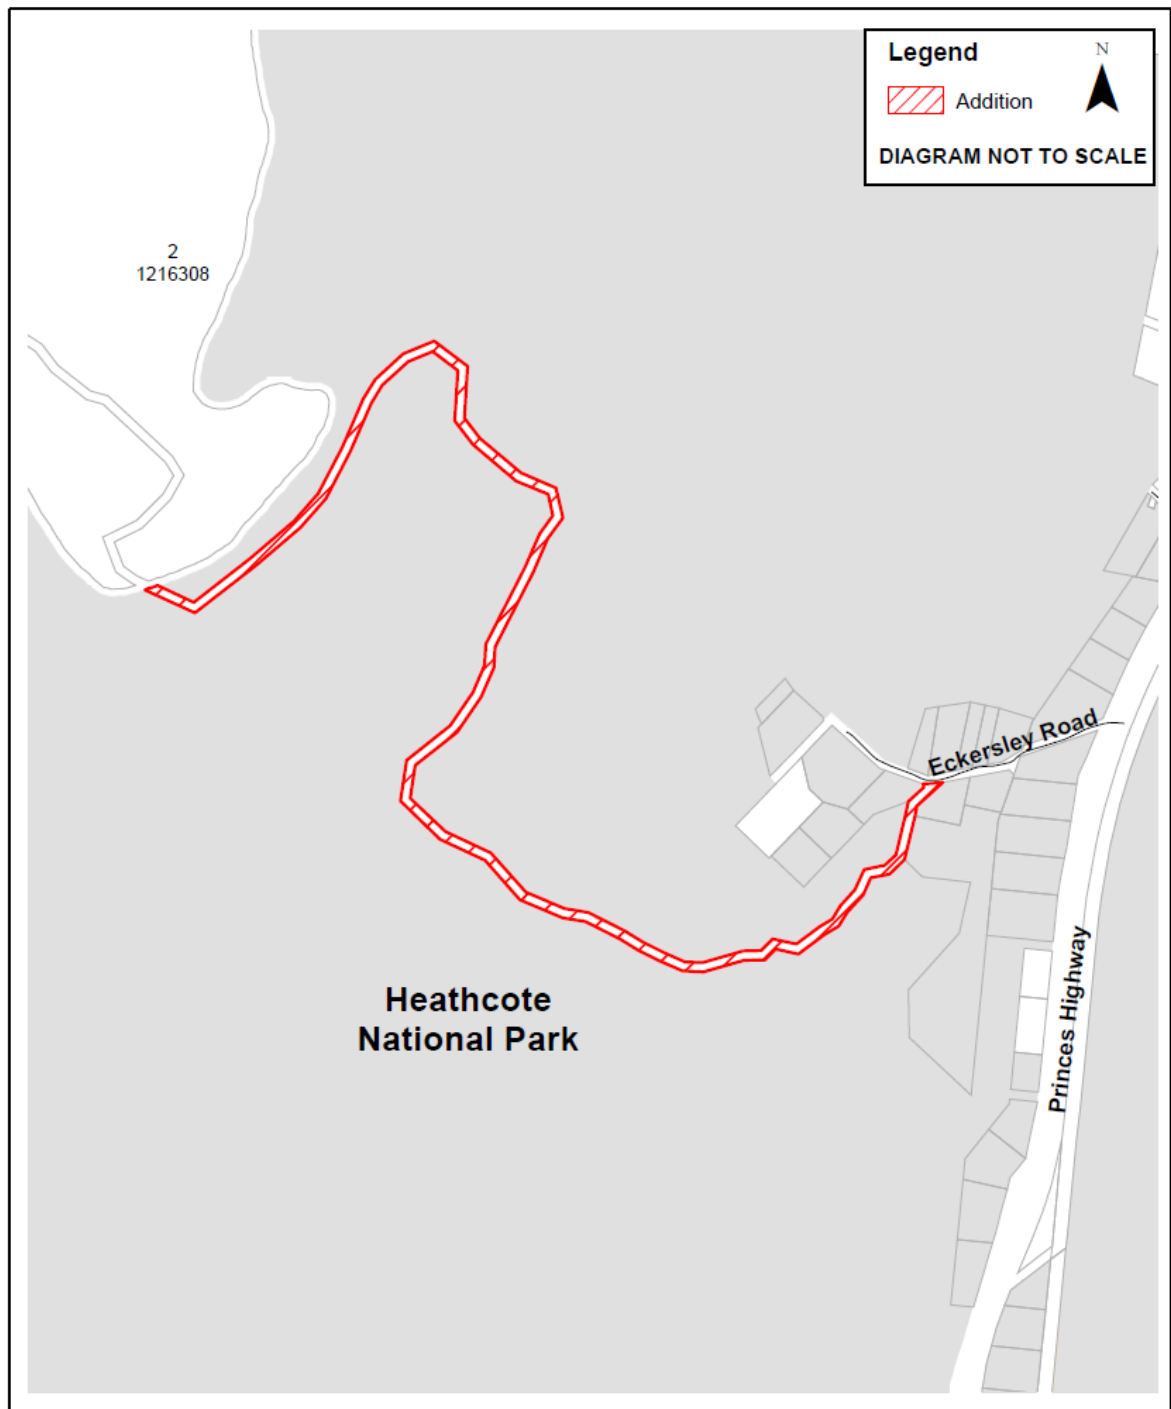 Legend
N
Addition
DIAGRAM NOT TO SCALE
2
1216308
Eckersley Road
Princes Highway
Heathcote
National Park